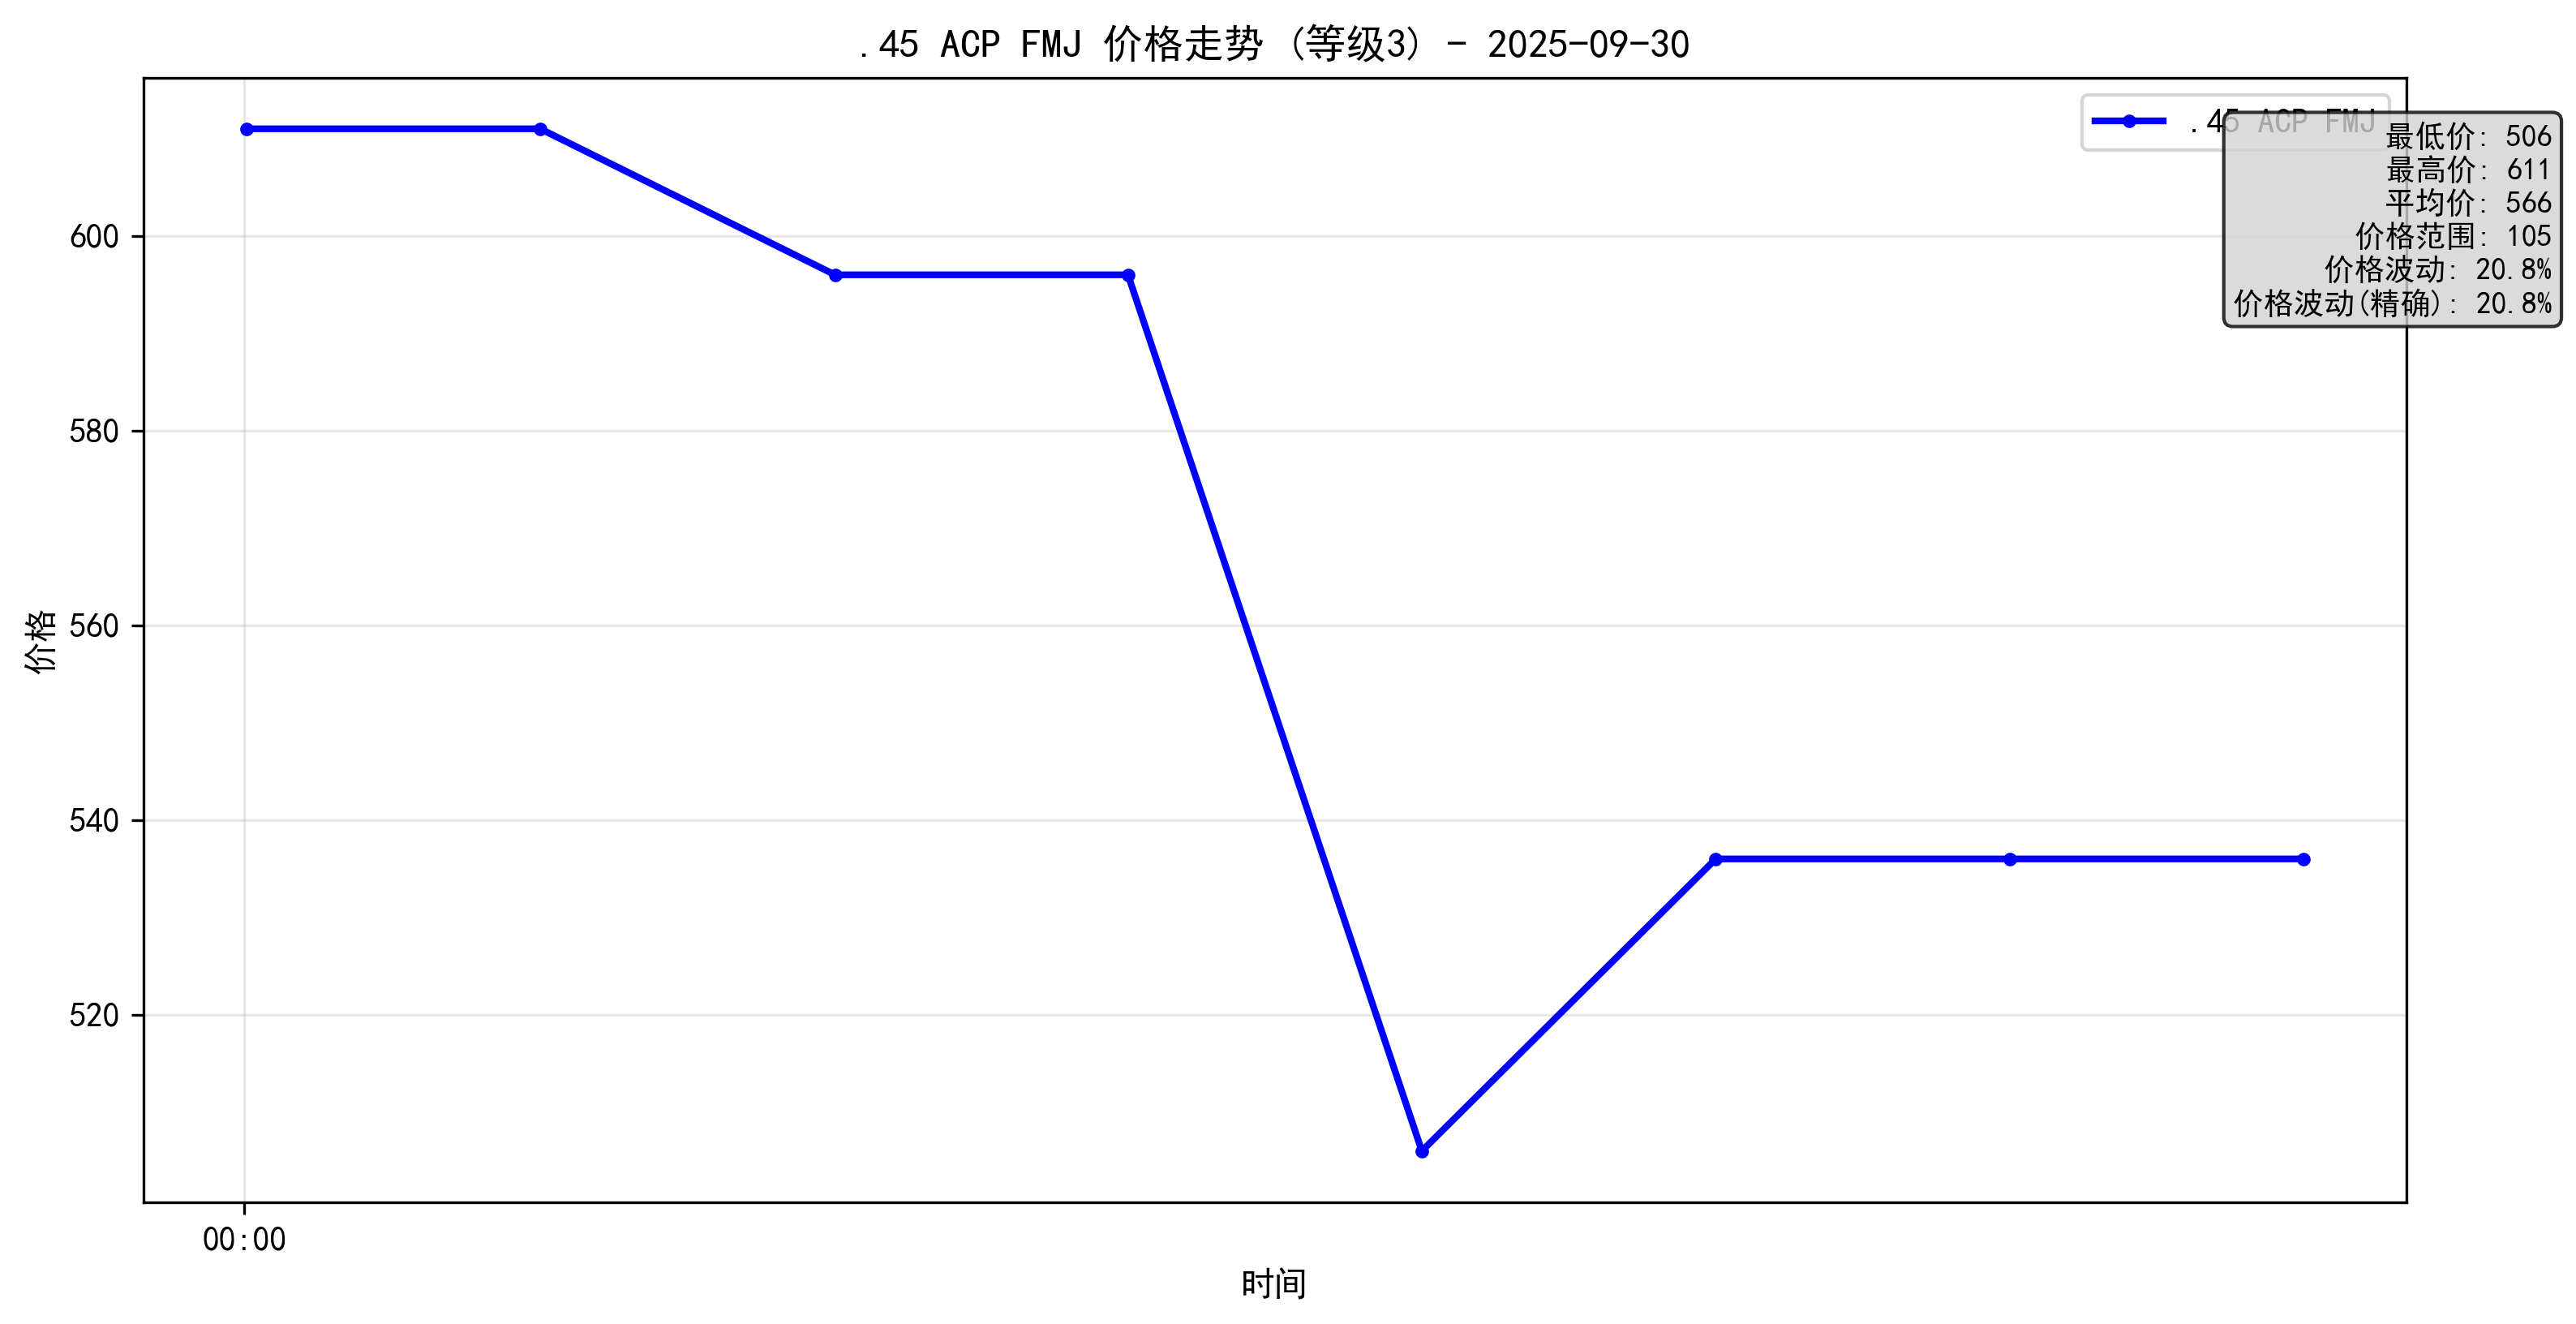 .45 ACP FMJ 价格走势 (等级3) - 2025-09-30
.45 ACP FMJ
最低价: 506
最高价: 611
平均价: 566
价格范围: 105
价格波动: 20.8%
价格波动(精确): 20.8%
600
580
560
540
520
价格
00:00
时间